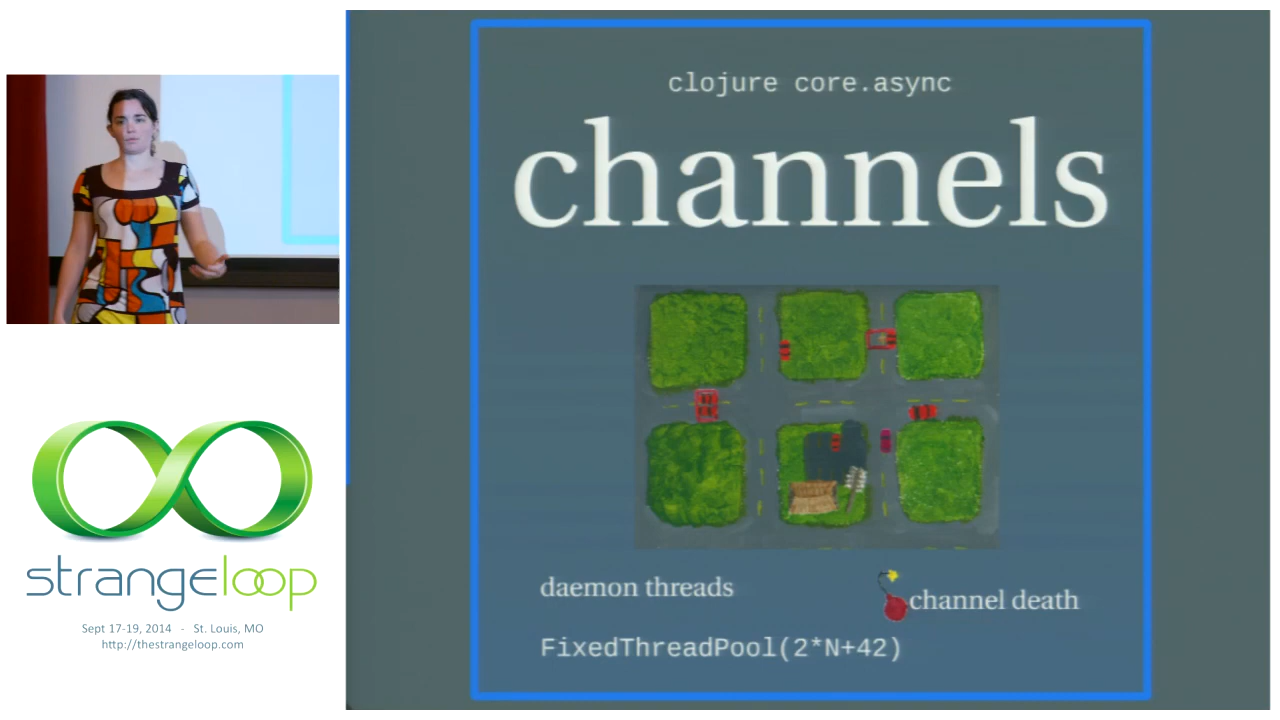 clojure core.async
channels
daemon threads
channel death
FixedThreadPool(2*N+42)
strangeloop
Sept 17-19, 2014 - St. Louis, MO
http://thestrangeloop.com